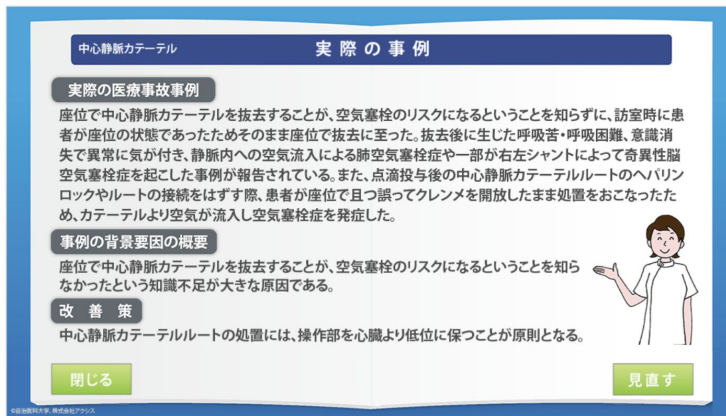 中心静脈カテーテル
実際の事例
実際の医療事故事例
座位で中心静脈カテーテルを抜去することが、空気塞栓のリスクになるということを知らずに、訪室時に患
者が座位の状態であったためそのまま座位で抜去に至った。抜去後に生じた呼吸苦・呼吸困難、意識消
失で異常に気が付き、静脈内への空気流入による肺空気塞栓症や一部が右左シャントによって奇異性脳
空気塞栓症を起こした事例が報告されている。また、点滴投与後の中心静脈カテーテルルートのヘパリン
ロックやルートの接続をはずす際、患者が座位で且つ誤ってクレンメを開放したまま処置をおこなったた
め、カテーテルより空気が流入し空気塞栓症を発症した。
事例の背景要因の概要
座位で中心静脈カテーテルを抜去することが、空気塞栓のリスクになるということを知ら
なかったという知識不足が大きな原因である。
改善策
中心静脈カテーテルルートの処置には、操作部を心臓より低位に保つことが原則となる。
閉じる
見直す
©自治医科大学、株式会社アクシス